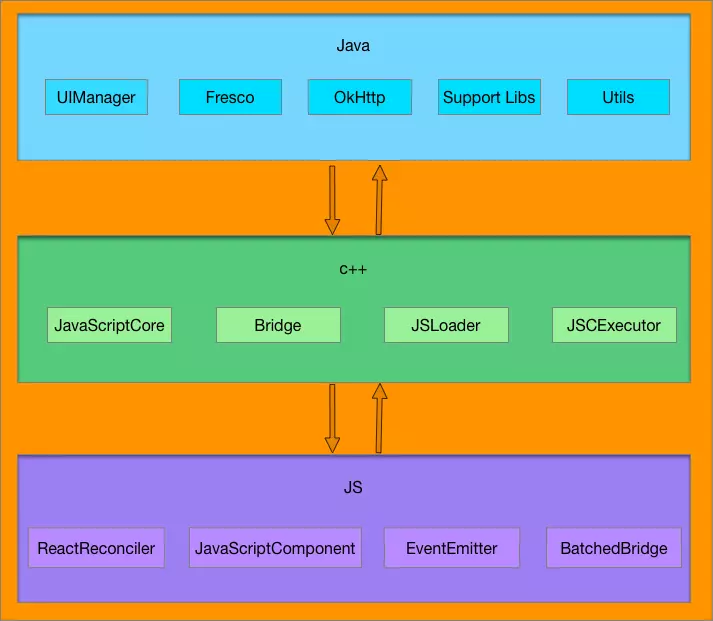 Java
UIManager
Fresco
OkHttp
Support Libs
Utils
c++
JavaScriptCore
Bridge
JSLoader
JSCExecutor
JS
ReactReconciler
JavaScriptComponent
EventEmitter
BatchedBridge